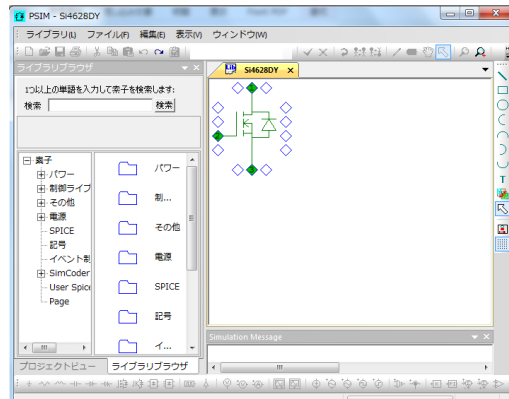 PSIM - Si4628DY
ライブラリ(L) ファイル(F) 編集(E) 表示(V) ウィンドウ(W)
ライブラリブラウザ
Si4628DY
1つ以上の単語を入力して素子を検索します:
検索 検索
素子
パワー
制御ライブ
その他
電源
SPICE
記号
イベント制
SimCoder
User Spice
Page
パワー
制...
その他
電源
SPICE
記号
イ...
Simulation Message
プロジェクトビュー ライブラリブラウザ
T